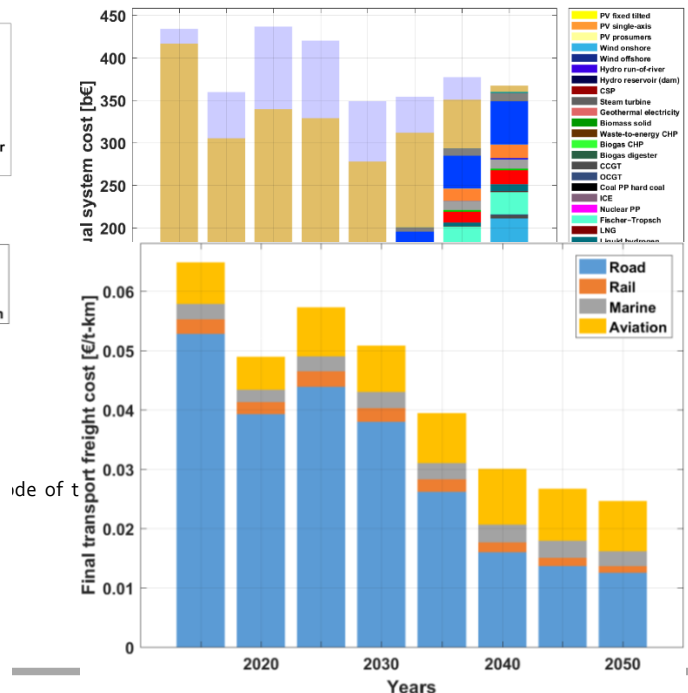 450
400
350
300
250
200
ual system cost [b€]
PV fixed tilted
PV single-axis
PV prosumers
Wind onshore
Wind offshore
Hydro run-of-river
Hydro reservoir (dam)
CSP
Steam turbine
Geothermal electricity
Biomass solid
Waste-to-energy CHP
Biogas CHP
Biogas digester
CCGT
OCGT
Coal PP hard coal
ICE
Nuclear PP
Fischer-Tropsch
LNG
Liquid hydrogen
r
n
ode of t
Final transport freight cost [€/t-km]
0.06
0.05
0.04
0.03
0.02
0.01
0
Road
Rail
Marine
Aviation
2020
2030
2040
2050
Years